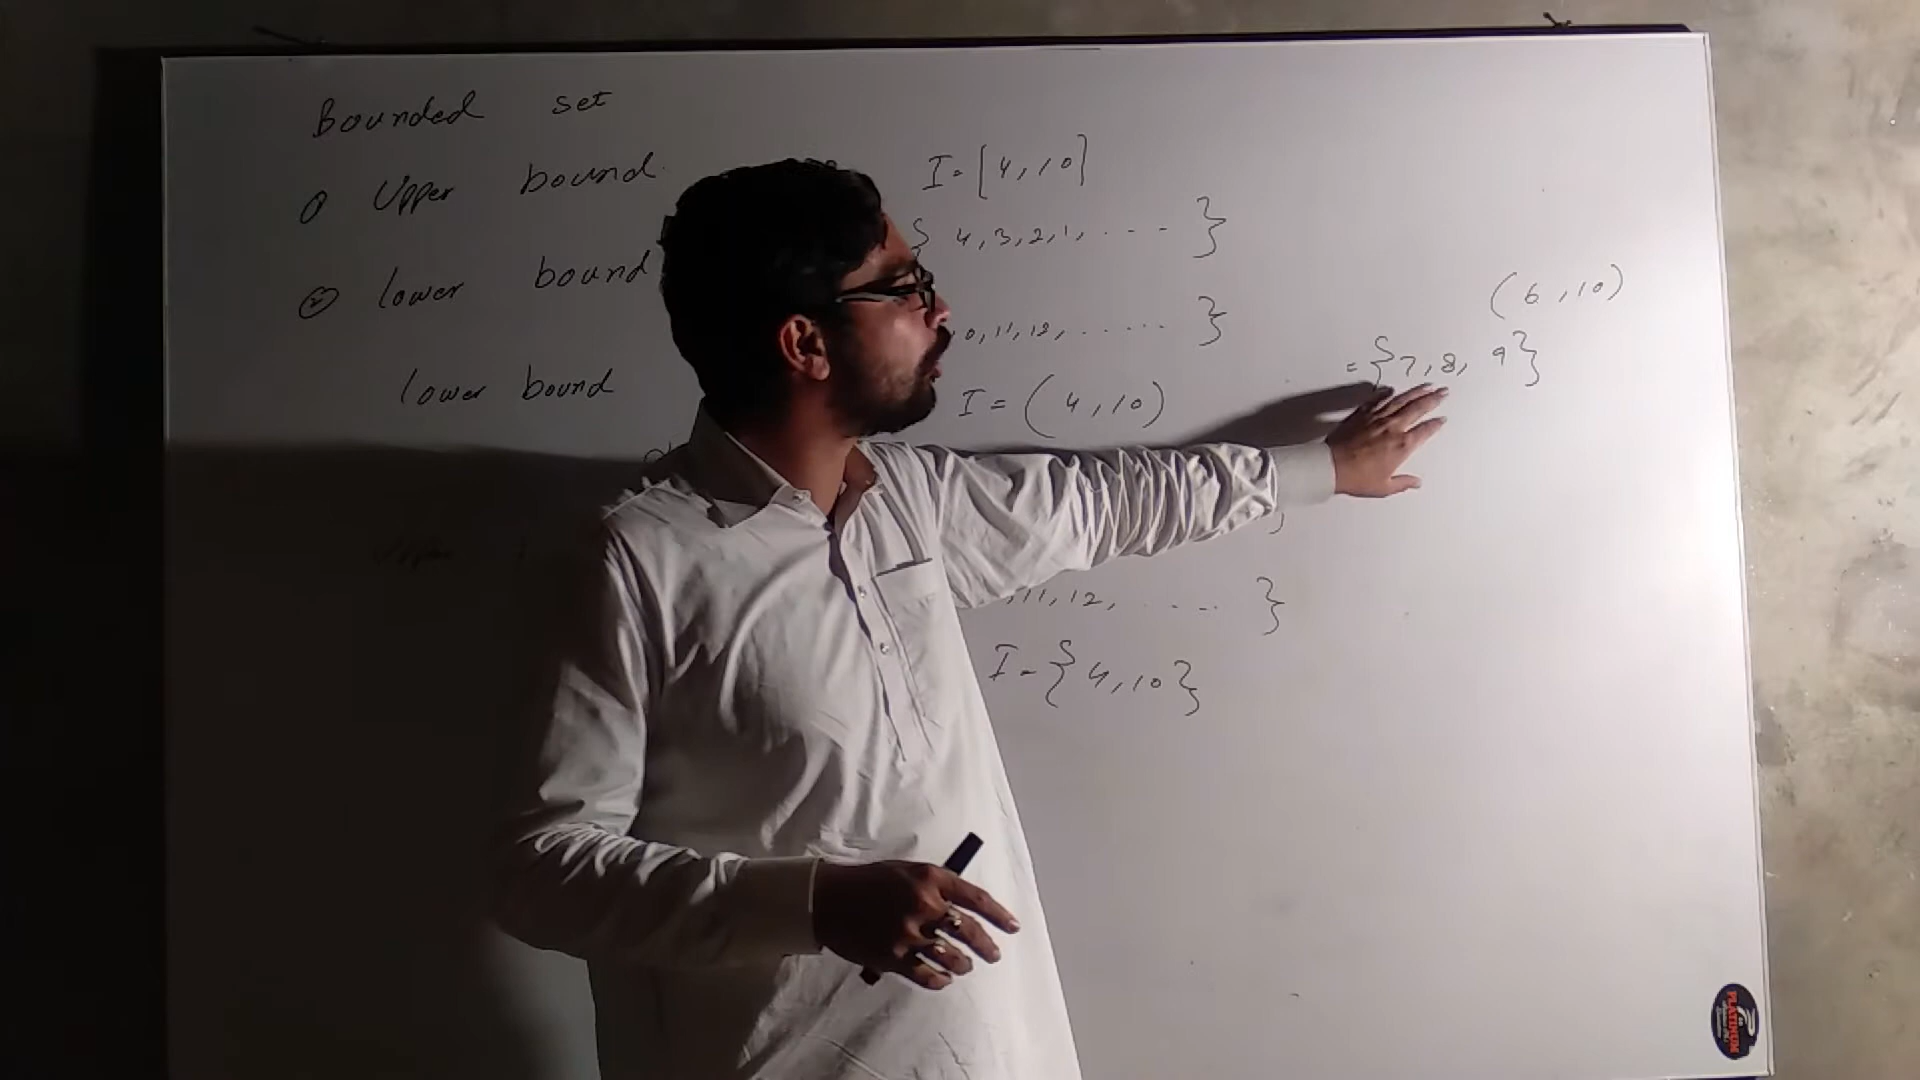 Bounded set
① Upper bound
② lower bound
lower bound
I = [4, 10]
{ 4, 3, 2, 1, ... }
0, 11, 12, ...... }
I = (4, 10)
, 11, 12, .... }
I = {4, 10}
(6, 10)
= {7, 8, 9}
PLATINUM